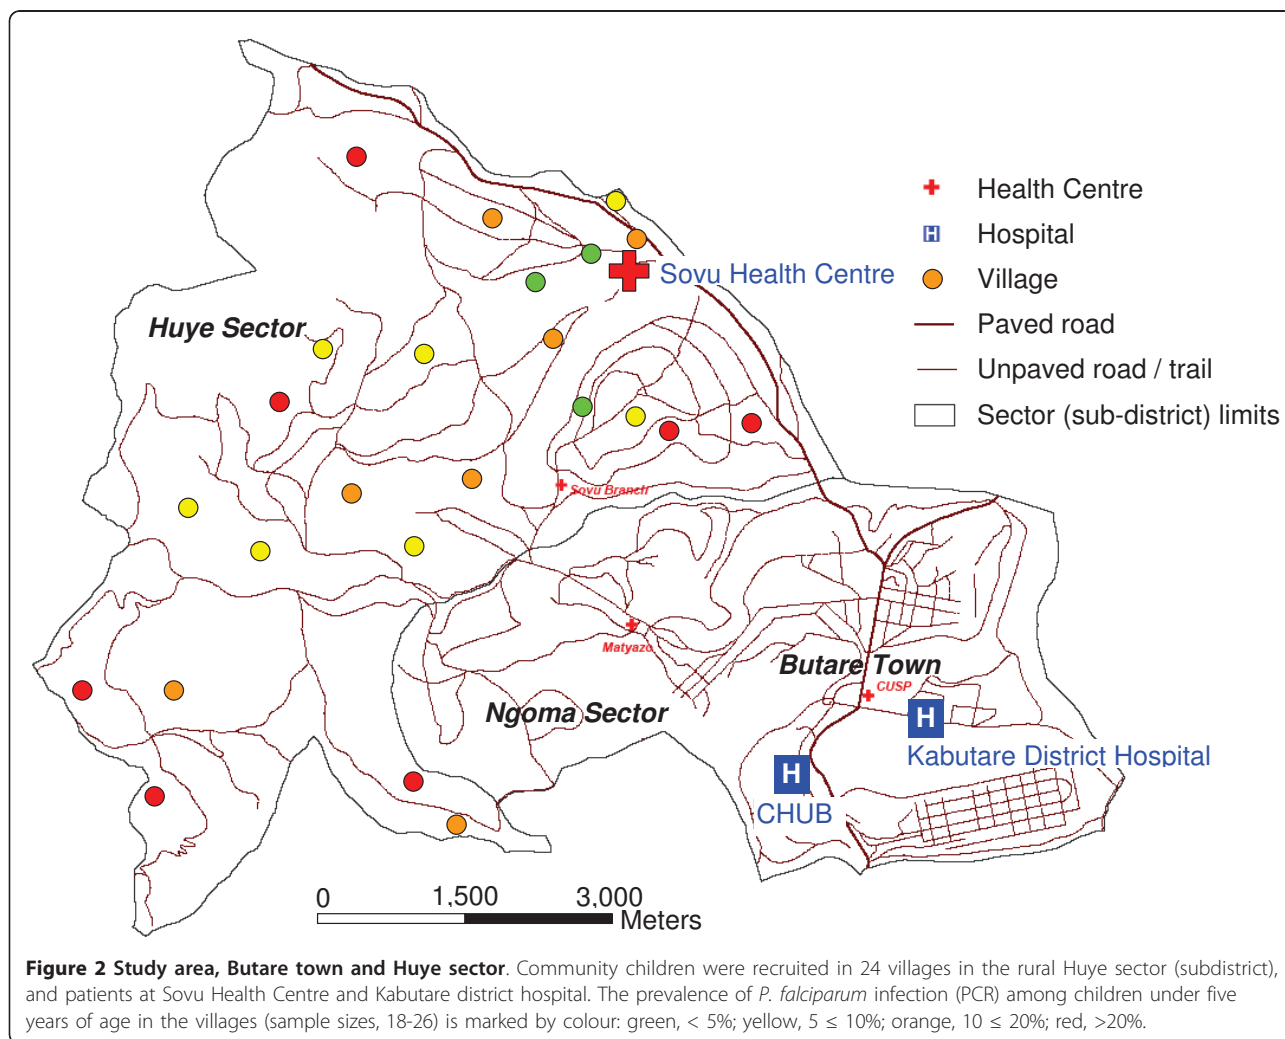 Health Centre
H Hospital
Village
Paved road
Unpaved road / trail
Sector (sub-district) limits
Sovu Health Centre
Huye Sector
Sovu Branch
Matyazo
Butare Town
CUSP
Ngoma Sector
H
Kabutare District Hospital
H
CHUB
0 1,500 3,000
Meters
Figure 2 Study area, Butare town and Huye sector. Community children were recruited in 24 villages in the rural Huye sector (subdistrict),
and patients at Sovu Health Centre and Kabutare district hospital. The prevalence of P. falciparum infection (PCR) among children under five
years of age in the villages (sample sizes, 18-26) is marked by colour: green, < 5%; yellow, 5 ≤ 10%; orange, 10 ≤ 20%; red, >20%.